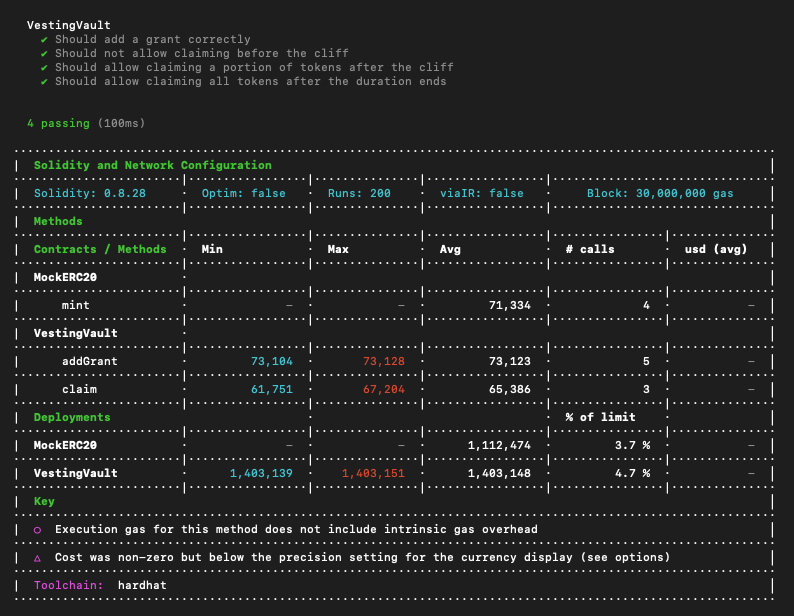 VestingVault
✔ Should add a grant correctly
✔ Should not allow claiming before the cliff
✔ Should allow claiming a portion of tokens after the cliff
✔ Should allow claiming all tokens after the duration ends
4 passing (100ms)
| Solidity and Network Configuration |
| Solidity: 0.8.28 · Optim: false · Runs: 200 · viaIR: false · Block: 30,000,000 gas |
| Methods |
| Contracts / Methods · Min · Max · Avg · # calls · usd (avg) |
| MockERC20 · |
| mint · – · – · 71,334 · 4 · – |
| VestingVault · |
| addGrant · 73,104 · 73,128 · 73,123 · 5 · – |
| claim · 61,751 · 67,204 · 65,386 · 3 · – |
| Deployments · · % of limit · |
| MockERC20 · – · – · 1,112,474 · 3.7 % · – |
| VestingVault · 1,403,139 · 1,403,151 · 1,403,148 · 4.7 % · – |
| Key |
| ○ Execution gas for this method does not include intrinsic gas overhead |
| △ Cost was non-zero but below the precision setting for the currency display (see options) |
| Toolchain: hardhat |